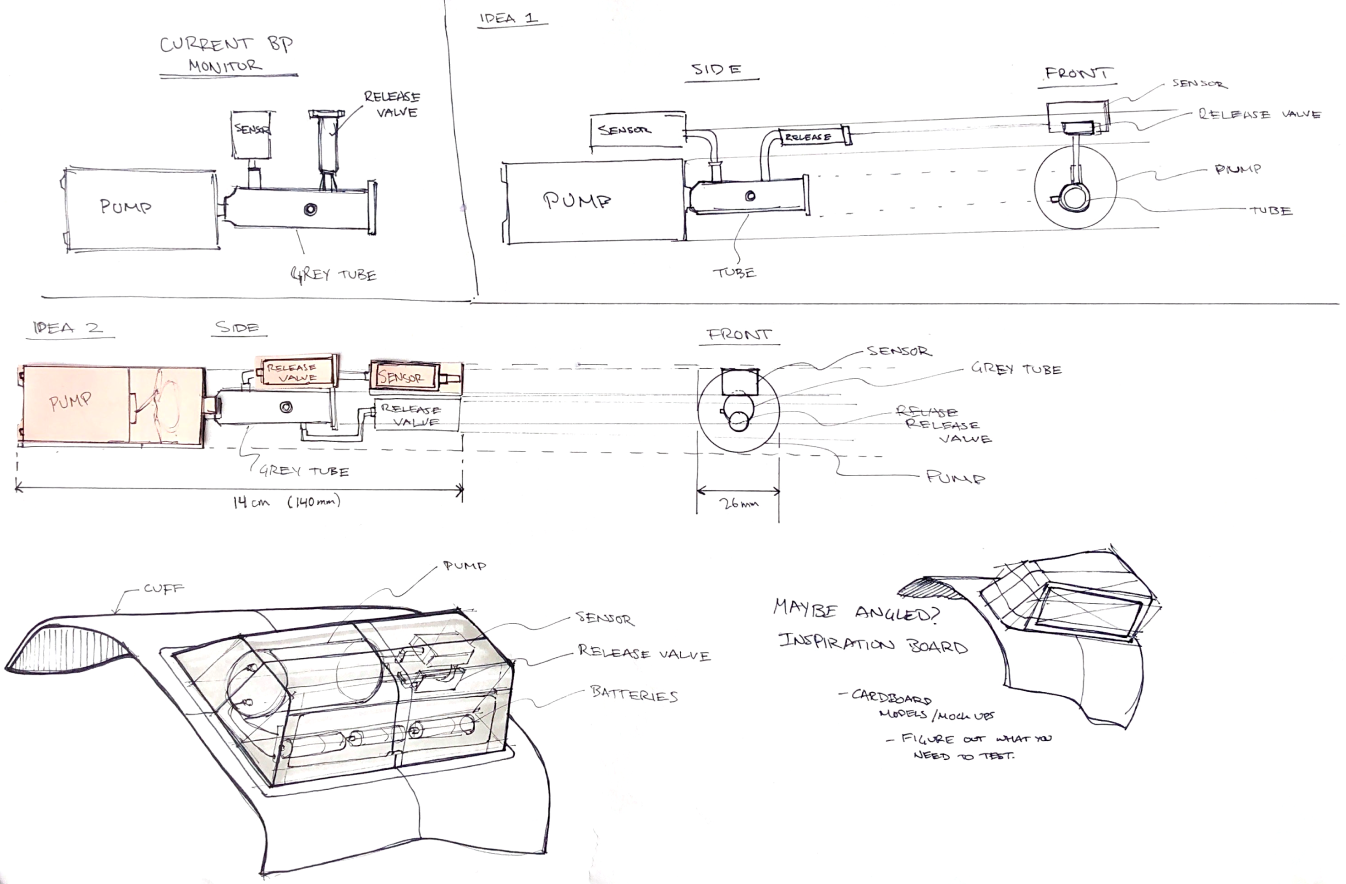 CURRENT BP
MONITOR
SENSOR
RELEASE
VALVE
PUMP
GREY TUBE
IDEA 1
SIDE
SENSOR
RELEASE
PUMP
TUBE
FRONT
SENSOR
RELEASE VALVE
PUMP
TUBE
IDEA 2
SIDE
PUMP
RELEASE
VALVE
SENSOR
RELEASE
VALVE
GREY TUBE
14 cm (140mm)
FRONT
SENSOR
GREY TUBE
RELASE
RELEASE
VALVE
PUMP
26mm
CUFF
PUMP
SENSOR
RELEASE VALVE
BATTERIES
MAYBE ANGLED?
INSPIRATION BOARD
- CARDBOARD
MODELS/MOCK UPS
- FIGURE OUT WHAT YOU
NEED TO TEST.